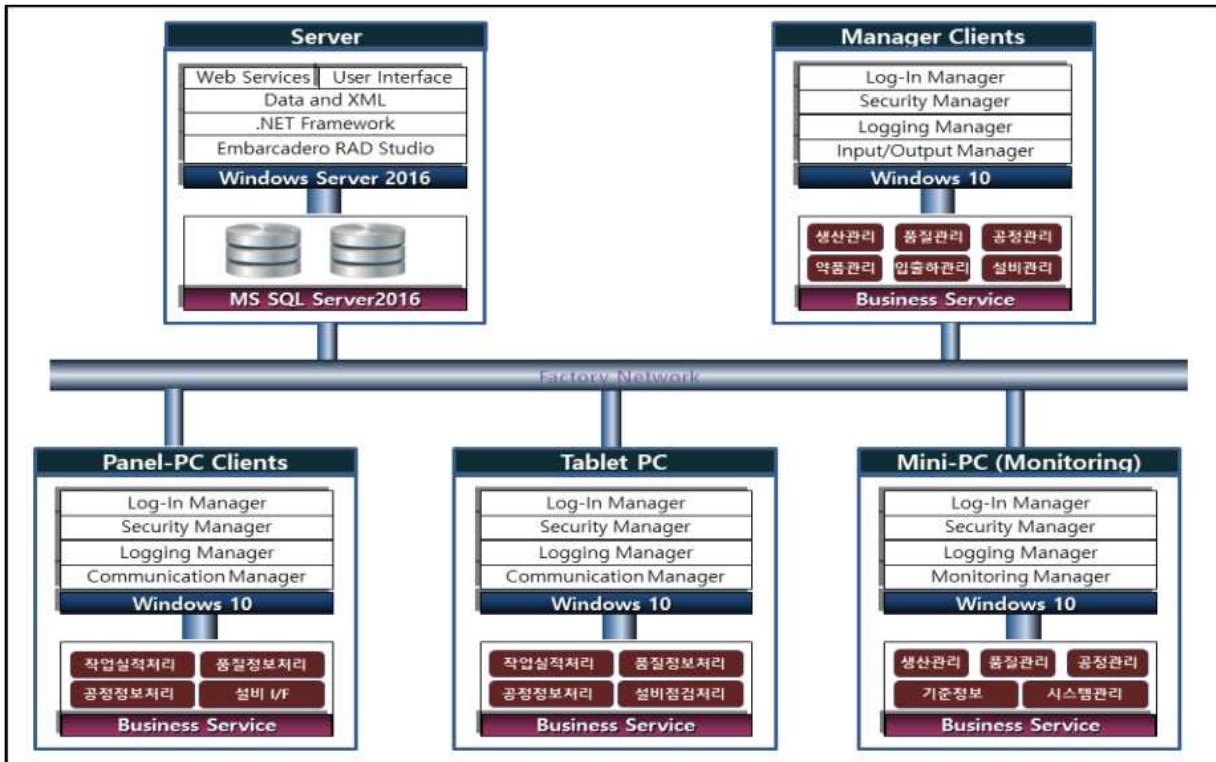 Server
Web Services User Interface
Data and XML
.NET Framework
Embarcadero RAD Studio
Windows Server 2016
MS SQL Server2016
Manager Clients
Log-In Manager
Security Manager
Logging Manager
Input/Output Manager
Windows 10
생산관리 품질관리 공정관리
약품관리 입출하관리 설비관리
Business Service
Factory Network
Panel-PC Clients
Log-In Manager
Security Manager
Logging Manager
Communication Manager
Windows 10
작업실적처리 품질정보처리
공정정보처리 설비 I/F
Business Service
Tablet PC
Log-In Manager
Security Manager
Logging Manager
Communication Manager
Windows 10
작업실적처리 품질정보처리
공정정보처리 설비점검처리
Business Service
Mini-PC (Monitoring)
Log-In Manager
Security Manager
Logging Manager
Monitoring Manager
Windows 10
생산관리 품질관리 공정관리
기준정보 시스템관리
Business Service